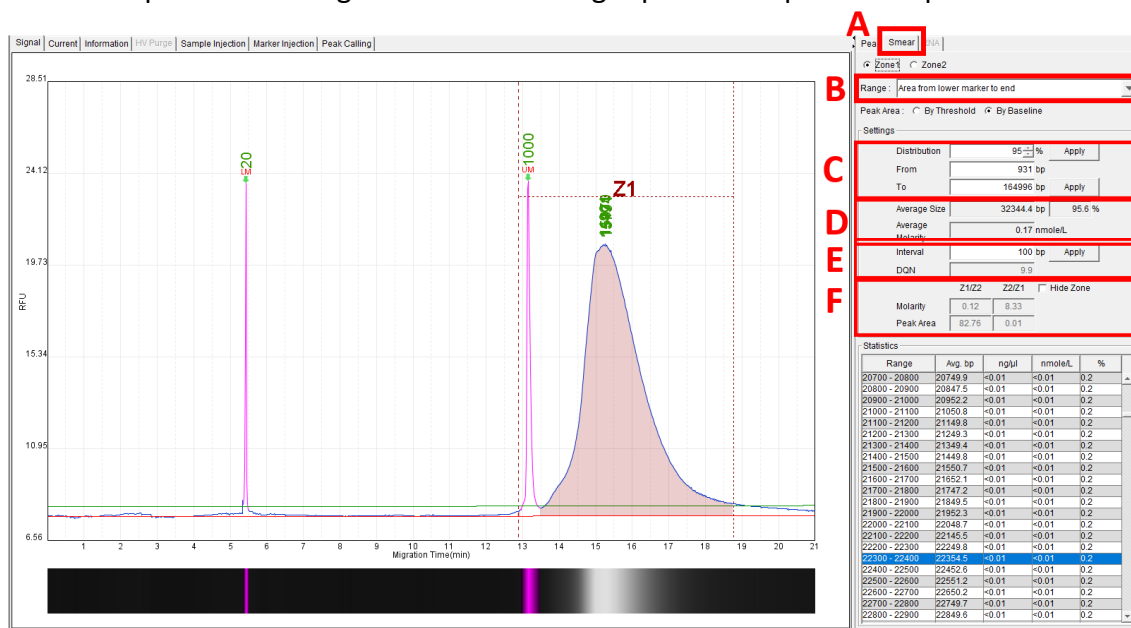 A
Signal Current Information HV Purge Sample Injection Marker Injection Peak Calling
Smear
Zone1 Zone2
B
Range : Area from lower marker to end
Peak Area : By Threshold By Baseline
Settings
C
Distribution 95 % Apply
From 931 bp
To 164996 bp Apply
D
Average Size 32344.4 bp 95.6 %
Average Molarity 0.17 nmole/L
E
Interval 100 bp Apply
DQN 9.9
F
Z1/Z2 Z2/Z1 Hide Zone
Molarity 0.12 8.33
Peak Area 82.76 0.01
Statistics
Range Avg. bp ng/µl nmole/L %
20700 - 20800 20749.9 <0.01 <0.01 0.2
20800 - 20900 20847.5 <0.01 <0.01 0.2
20900 - 21000 20952.2 <0.01 <0.01 0.2
21000 - 21100 21050.8 <0.01 <0.01 0.2
21100 - 21200 21149.8 <0.01 <0.01 0.2
21200 - 21300 21249.3 <0.01 <0.01 0.2
21300 - 21400 21349.4 <0.01 <0.01 0.2
21400 - 21500 21449.8 <0.01 <0.01 0.2
21500 - 21600 21550.7 <0.01 <0.01 0.2
21600 - 21700 21652.1 <0.01 <0.01 0.2
21700 - 21800 21747.2 <0.01 <0.01 0.2
21800 - 21900 21849.5 <0.01 <0.01 0.2
21900 - 22000 21952.3 <0.01 <0.01 0.2
22000 - 22100 22048.7 <0.01 <0.01 0.2
22100 - 22200 22145.5 <0.01 <0.01 0.2
22200 - 22300 22249.8 <0.01 <0.01 0.2
22300 - 22400 22354.5 <0.01 <0.01 0.2
22400 - 22500 22452.6 <0.01 <0.01 0.2
22500 - 22600 22551.2 <0.01 <0.01 0.2
22600 - 22700 22650.2 <0.01 <0.01 0.2
22700 - 22800 22749.7 <0.01 <0.01 0.2
22800 - 22900 22849.6 <0.01 <0.01 0.2
28.51
24.12
19.73
15.34
10.95
6.56
RFU
20
LM
1000
UM
Z1
1 2 3 4 5 6 7 8 9 10 11 12 13 14 15 16 17 18 19 20 21
Migration Time(min)